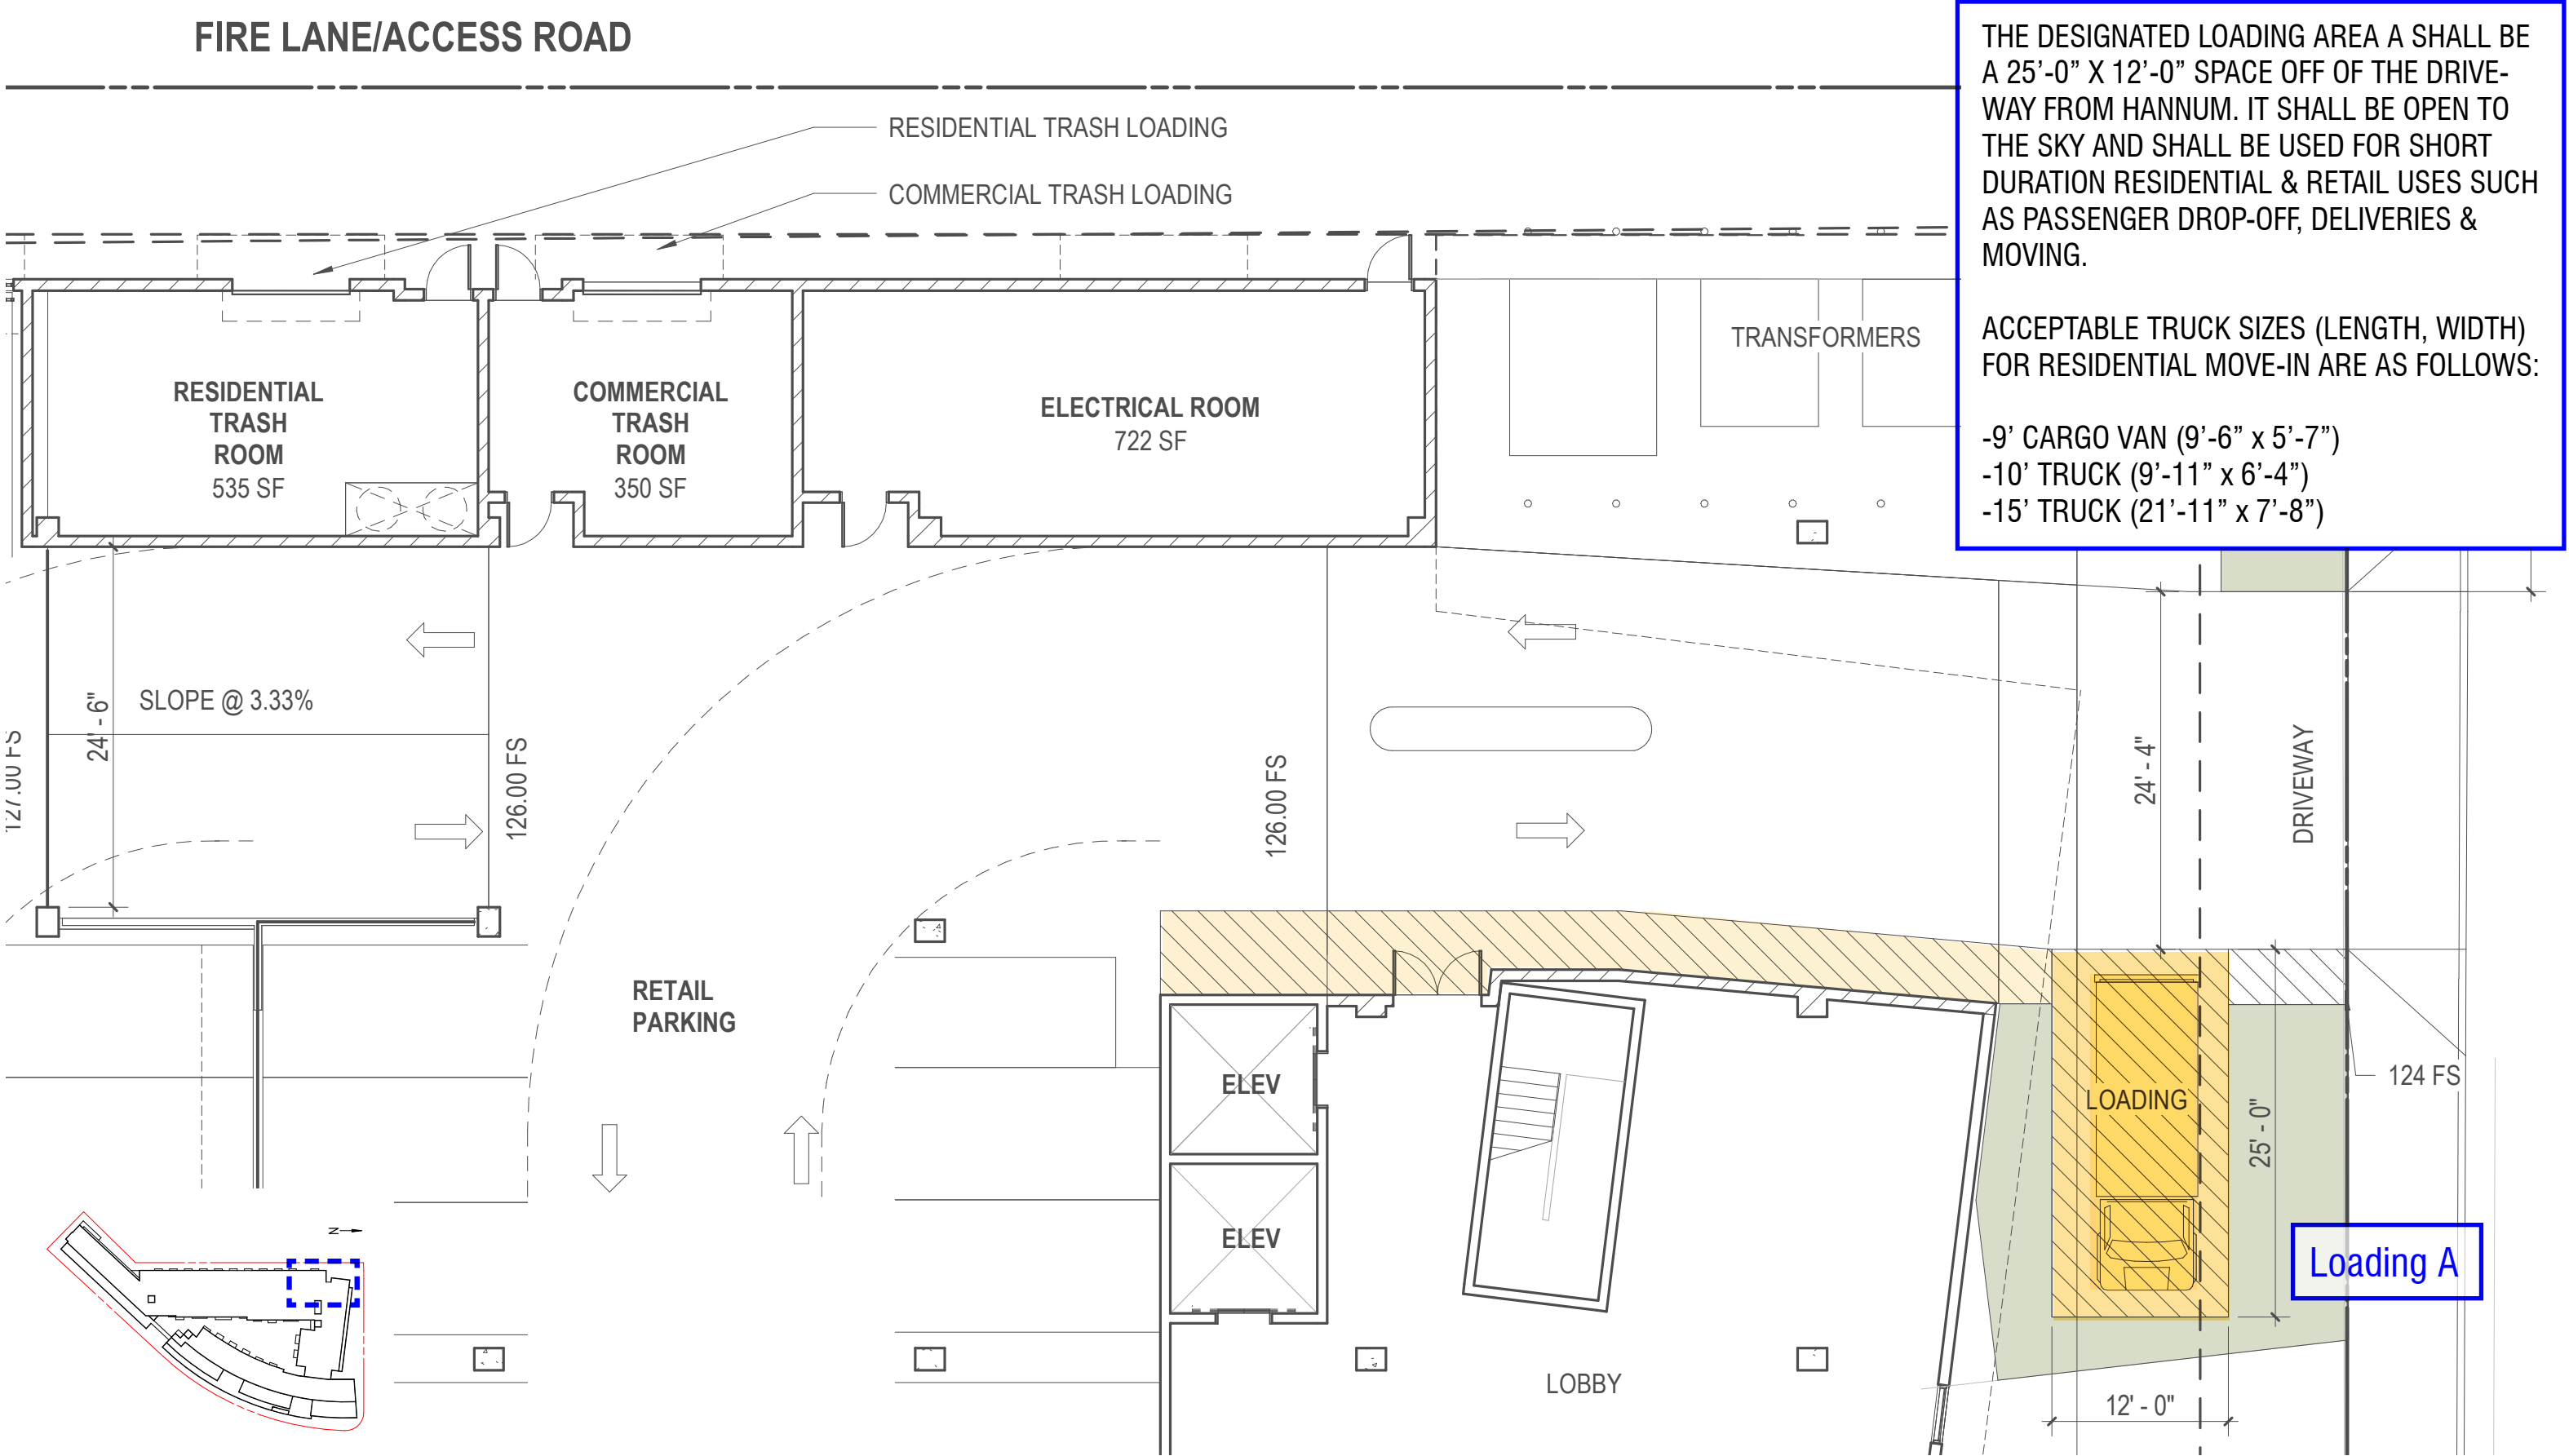 FIRE LANE/ACCESS ROAD
THE DESIGNATED LOADING AREA A SHALL BE
A 25’-0” X 12’-0” SPACE OFF OF THE DRIVE-
WAY FROM HANNUM. IT SHALL BE OPEN TO
THE SKY AND SHALL BE USED FOR SHORT
DURATION RESIDENTIAL & RETAIL USES SUCH
AS PASSENGER DROP-OFF, DELIVERIES &
MOVING.
ACCEPTABLE TRUCK SIZES (LENGTH, WIDTH)
FOR RESIDENTIAL MOVE-IN ARE AS FOLLOWS:
-9’ CARGO VAN (9’-6” x 5’-7”)
-10’ TRUCK (9’-11” x 6’-4”)
-15’ TRUCK (21’-11” x 7’-8”)
RESIDENTIAL TRASH LOADING
COMMERCIAL TRASH LOADING
RESIDENTIAL
TRASH
ROOM
535 SF
COMMERCIAL
TRASH
ROOM
350 SF
ELECTRICAL ROOM
722 SF
TRANSFORMERS
127.00 FS
24' - 6"
SLOPE @ 3.33%
126.00 FS
126.00 FS
24' - 4"
DRIVEWAY
RETAIL
PARKING
ELEV
ELEV
LOBBY
LOADING
25' - 0"
124 FS
Loading A
12' - 0"
N